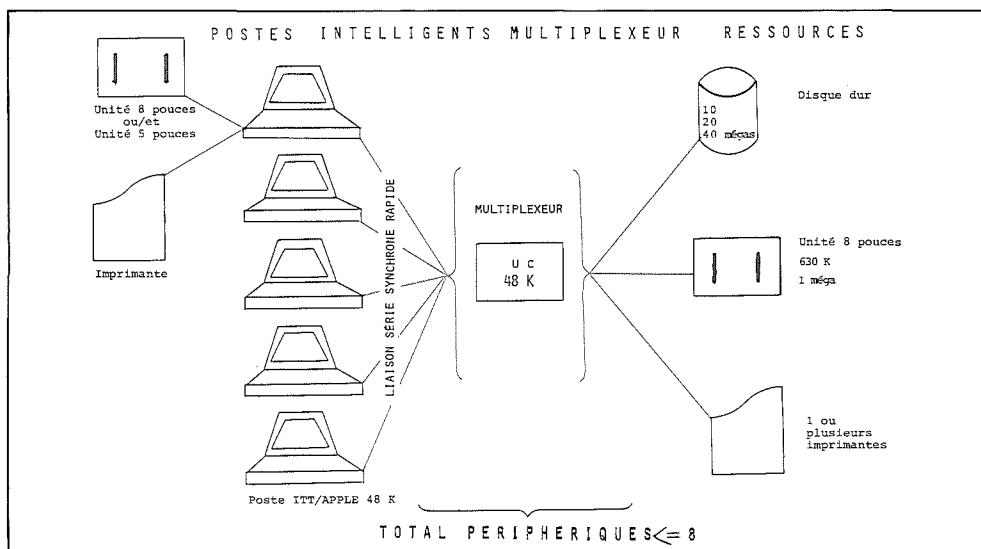 POSTES INTELLIGENTS MULTIPLEXEUR RESSOURCES
Unité 8 pouces
ou/et
Unité 5 pouces
Imprimante
LIAISON SÉRIE SYNCHRONE RAPIDE
MULTIPLEXEUR
U C
48 K
Disque dur
10
20
40 mégas
Unité 8 pouces
630 K
1 méga
1 ou
plusieurs
imprimantes
Poste ITT/APPLE 48 K
TOTAL PERIPHERIQUES<=8